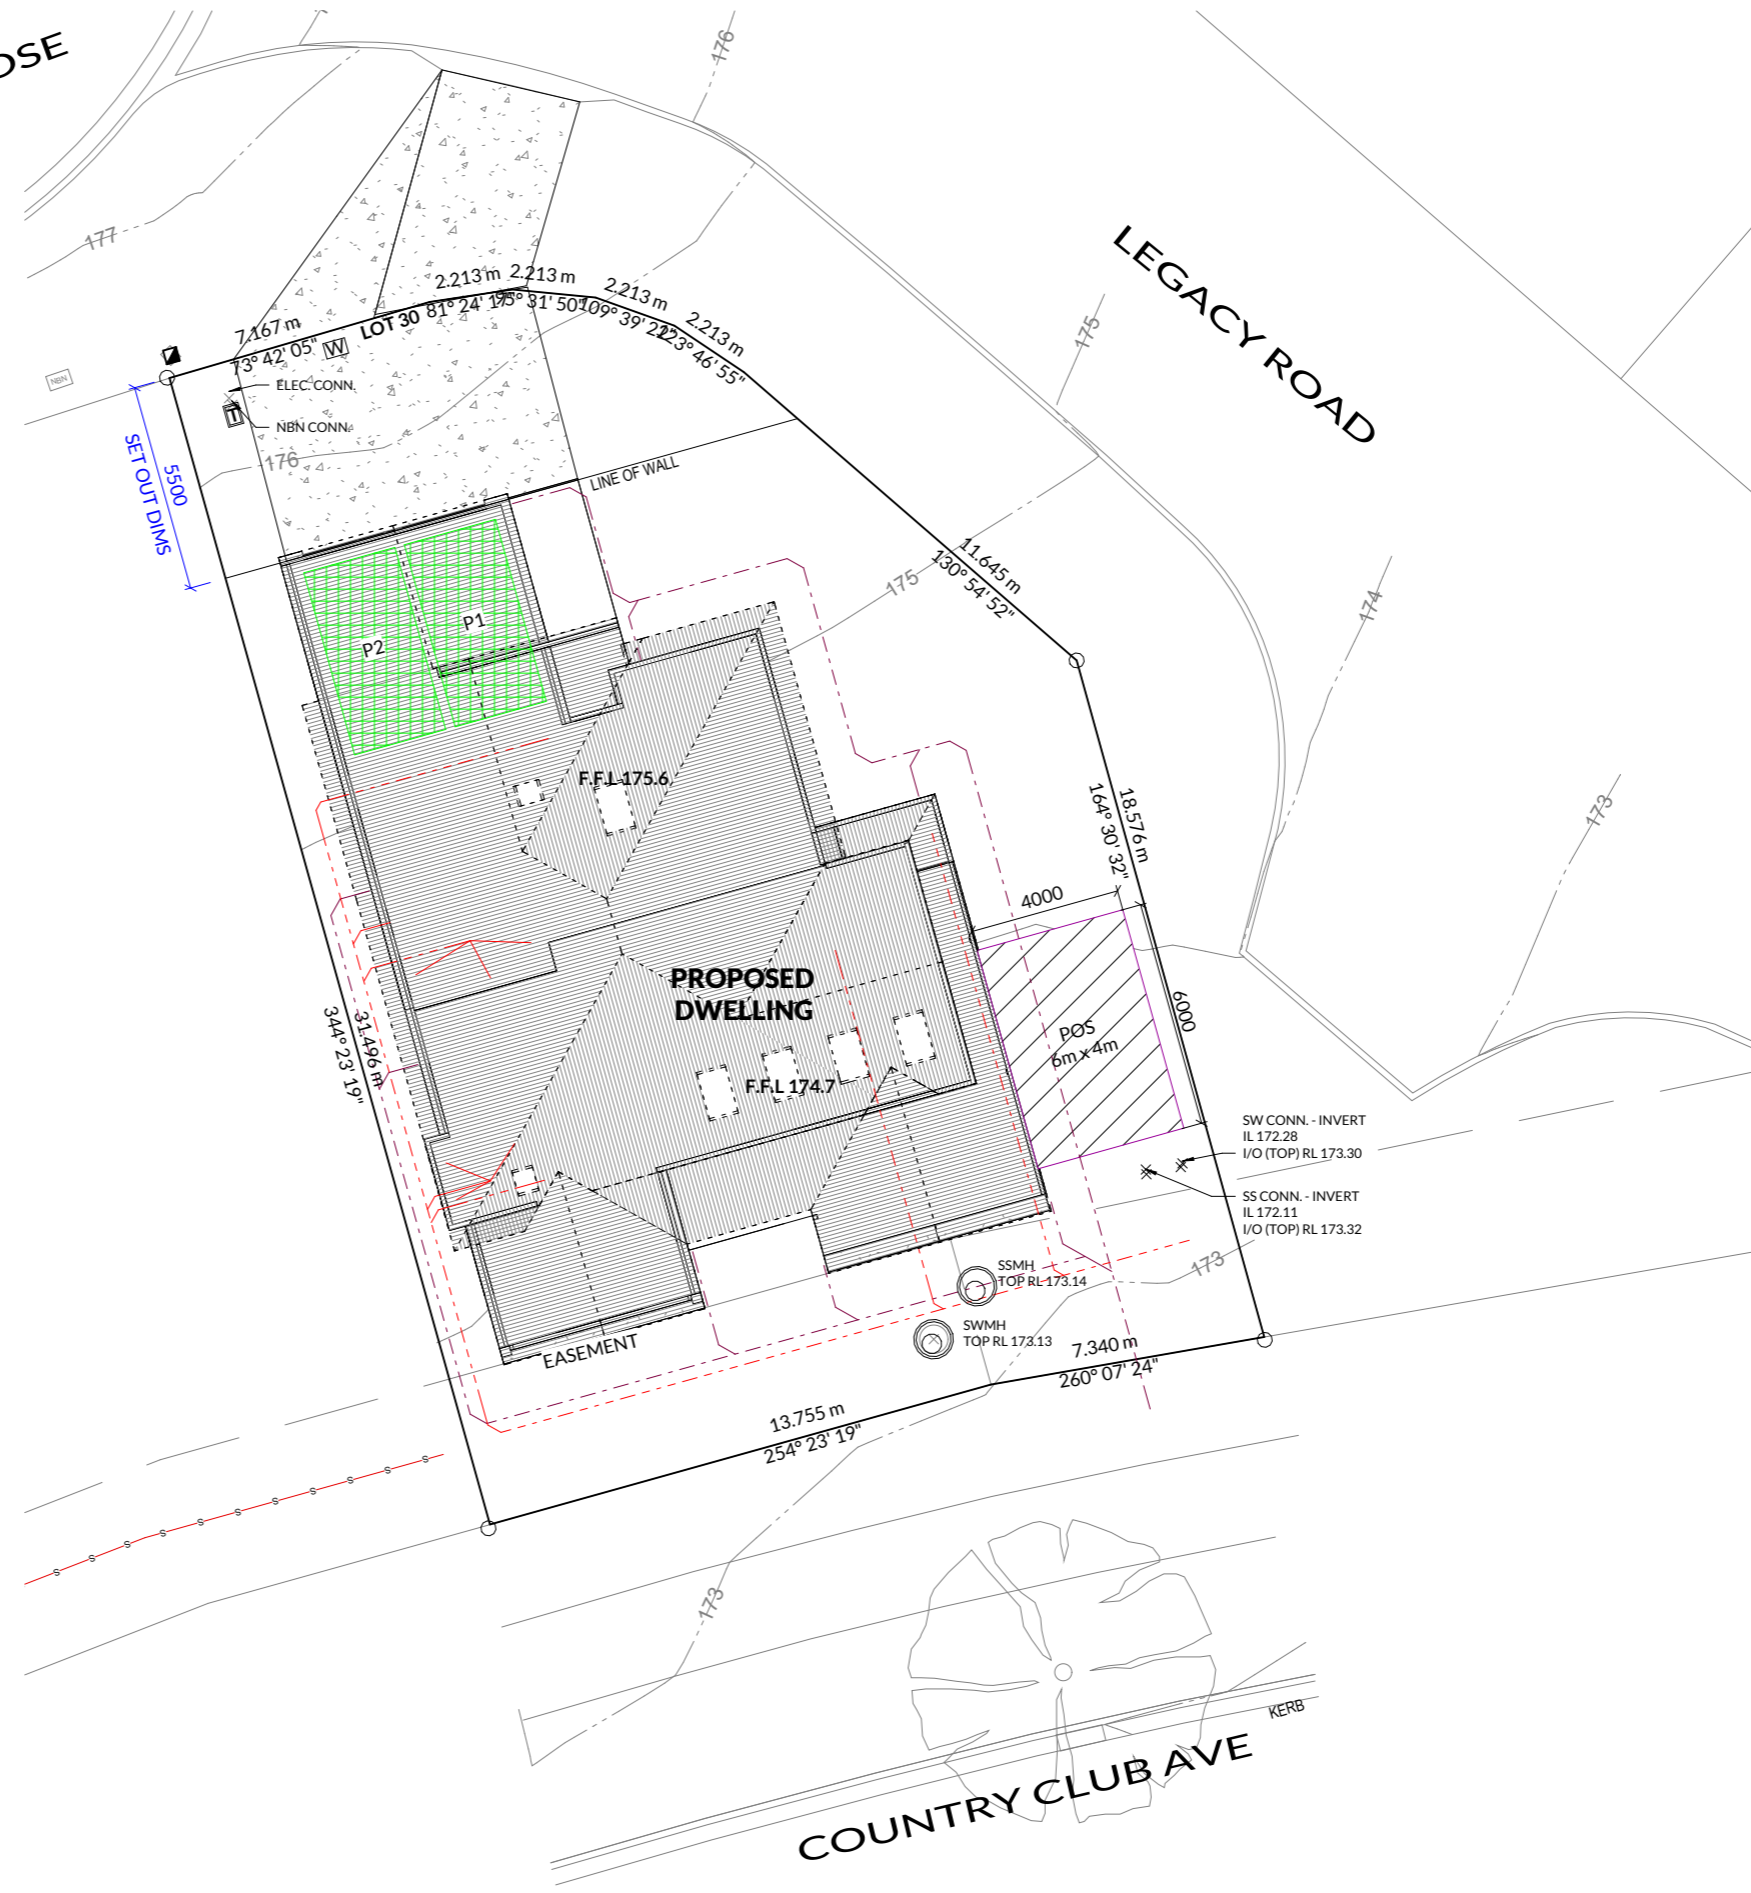 OSE
176
177
LEGACY ROAD
2.213 m
2.213 m
2.213 m
2.213 m
7.167 m
LOT 30
81° 24' 17"
95° 31' 50"
109° 39' 22"
123° 46' 55"
73° 42' 05"
W
NBN
ELEC. CONN.
T
NBN CONN.
175
176
LINE OF WALL
5500
SET OUT DIMS
11.645 m
130° 54' 52"
175
174
P1
P2
F.F.L 175.6
173
18.576 m
164° 30' 32"
4000
PROPOSED
DWELLING
6000
POS
6m x 4m
31.496 m
344° 23' 19"
F.F.L 174.7
SW CONN. - INVERT
IL 172.28
I/O (TOP) RL 173.30
SS CONN. - INVERT
IL 172.11
I/O (TOP) RL 173.32
173
SSMH
TOP RL 173.14
SWMH
TOP RL 173.13
EASEMENT
7.340 m
260° 07' 24"
13.755 m
254° 23' 19"
S S S S S S S S S S S
173
KERB
COUNTRY CLUB AVE